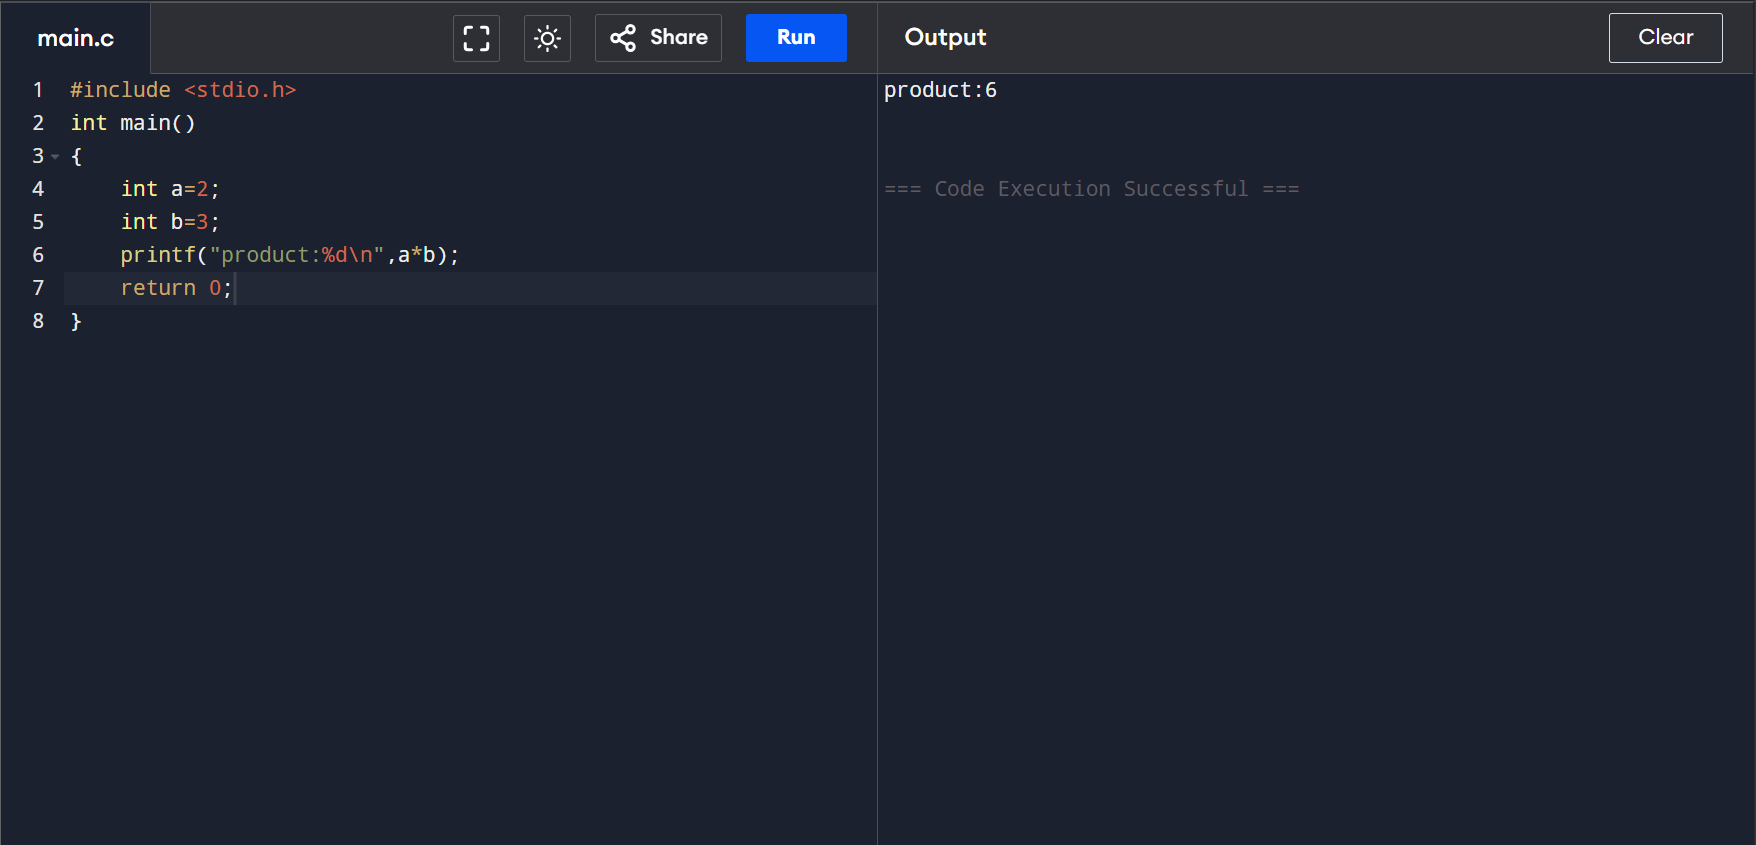 main.c
Share
Run
Output
Clear
1 #include <stdio.h>
2 int main()
3 {
4     int a=2;
5     int b=3;
6     printf("product:%d\n",a*b);
7     return 0;
8 }
product:6
=== Code Execution Successful ===